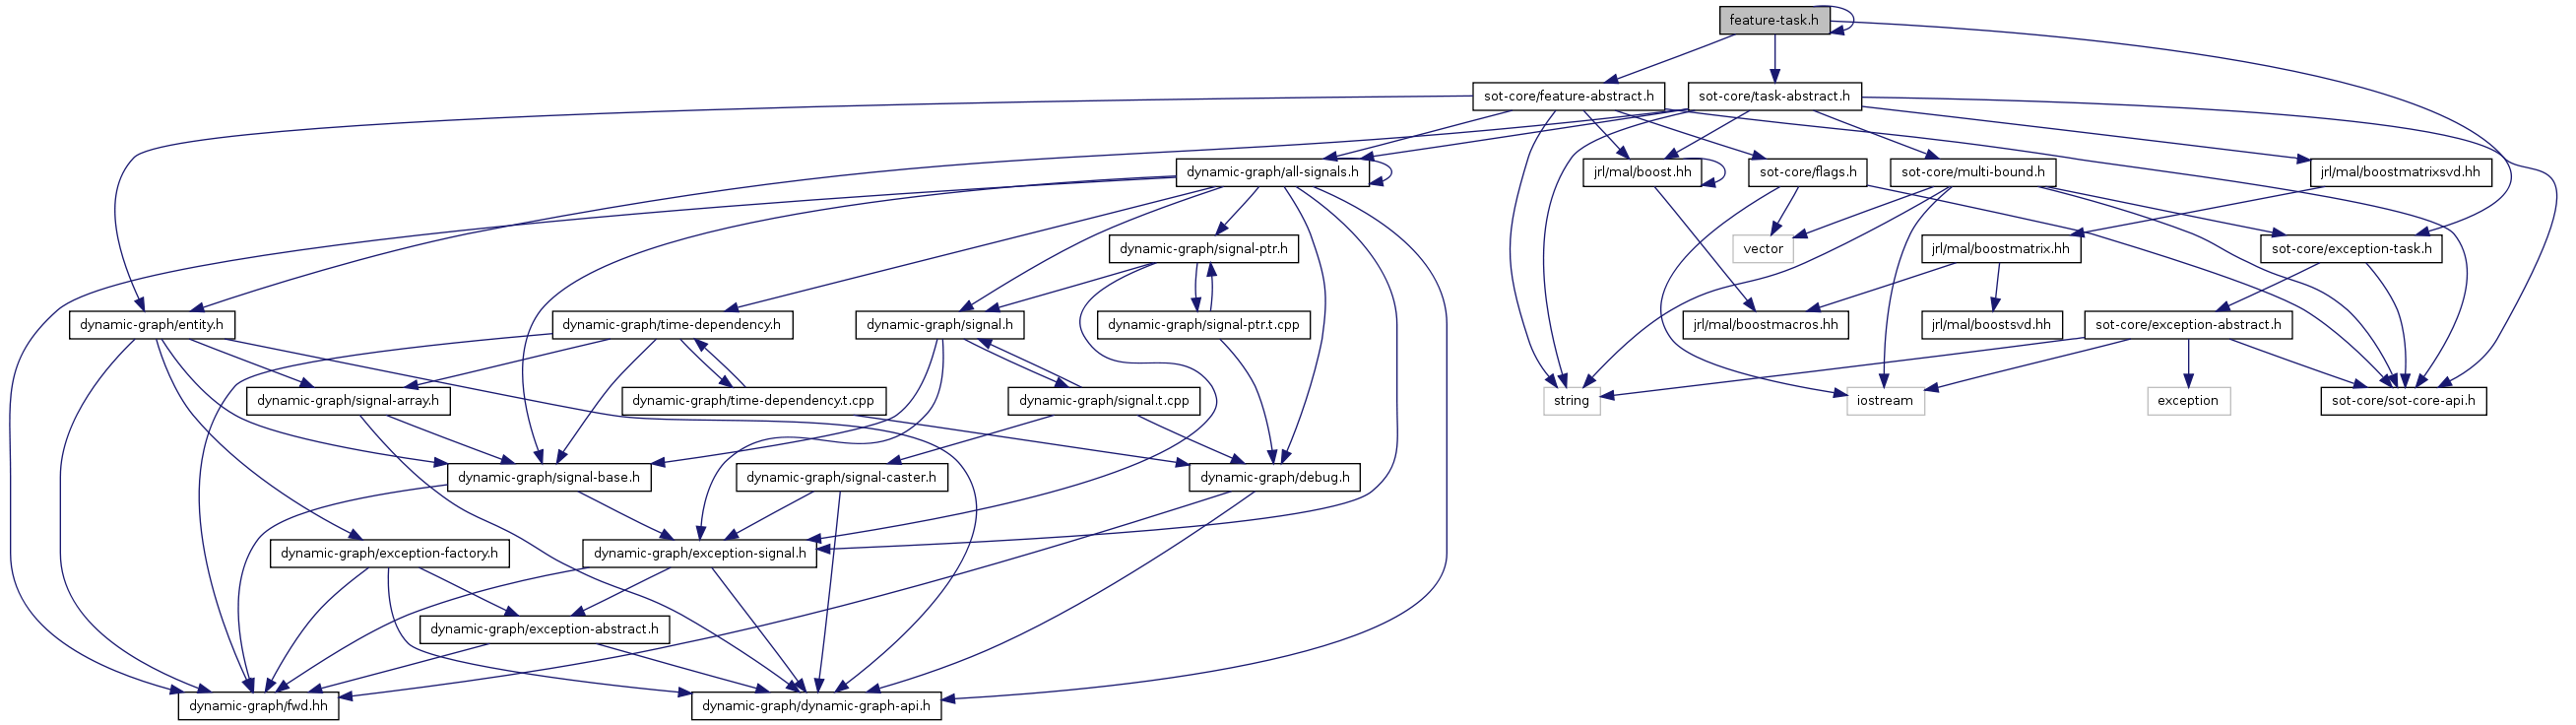 feature-task.h
sot-core/feature-abstract.h
sot-core/task-abstract.h
dynamic-graph/all-signals.h
jrl/mal/boost.hh
sot-core/flags.h
sot-core/multi-bound.h
jrl/mal/boostmatrixsvd.hh
dynamic-graph/signal-ptr.h
vector
jrl/mal/boostmatrix.hh
sot-core/exception-task.h
dynamic-graph/entity.h
dynamic-graph/time-dependency.h
dynamic-graph/signal.h
dynamic-graph/signal-ptr.t.cpp
jrl/mal/boostmacros.hh
jrl/mal/boostsvd.hh
sot-core/exception-abstract.h
dynamic-graph/signal-array.h
dynamic-graph/time-dependency.t.cpp
dynamic-graph/signal.t.cpp
string
iostream
exception
sot-core/sot-core-api.h
dynamic-graph/signal-base.h
dynamic-graph/signal-caster.h
dynamic-graph/debug.h
dynamic-graph/exception-factory.h
dynamic-graph/exception-signal.h
dynamic-graph/exception-abstract.h
dynamic-graph/fwd.hh
dynamic-graph/dynamic-graph-api.h